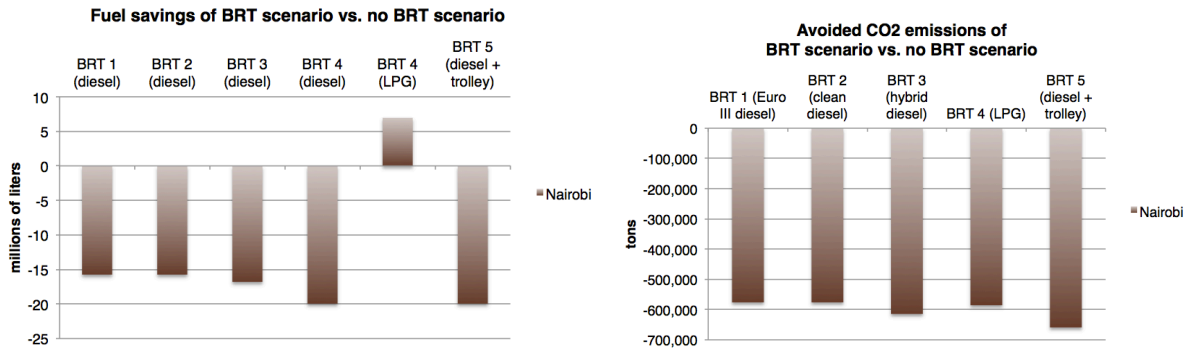 Fuel savings of BRT scenario vs. no BRT scenario
BRT 1
(diesel)
BRT 2
(diesel)
BRT 3
(diesel)
BRT 4
(diesel)
BRT 4
(LPG)
BRT 5
(diesel +
trolley)
millions of liters
10
5
0
-5
-10
-15
-20
-25
Nairobi
Avoided CO2 emissions of
BRT scenario vs. no BRT scenario
BRT 1 (Euro
III diesel)
BRT 2
(clean
diesel)
BRT 3
(hybrid
diesel)
BRT 4 (LPG)
BRT 5
(diesel +
trolley)
tons
0
-100,000
-200,000
-300,000
-400,000
-500,000
-600,000
-700,000
Nairobi